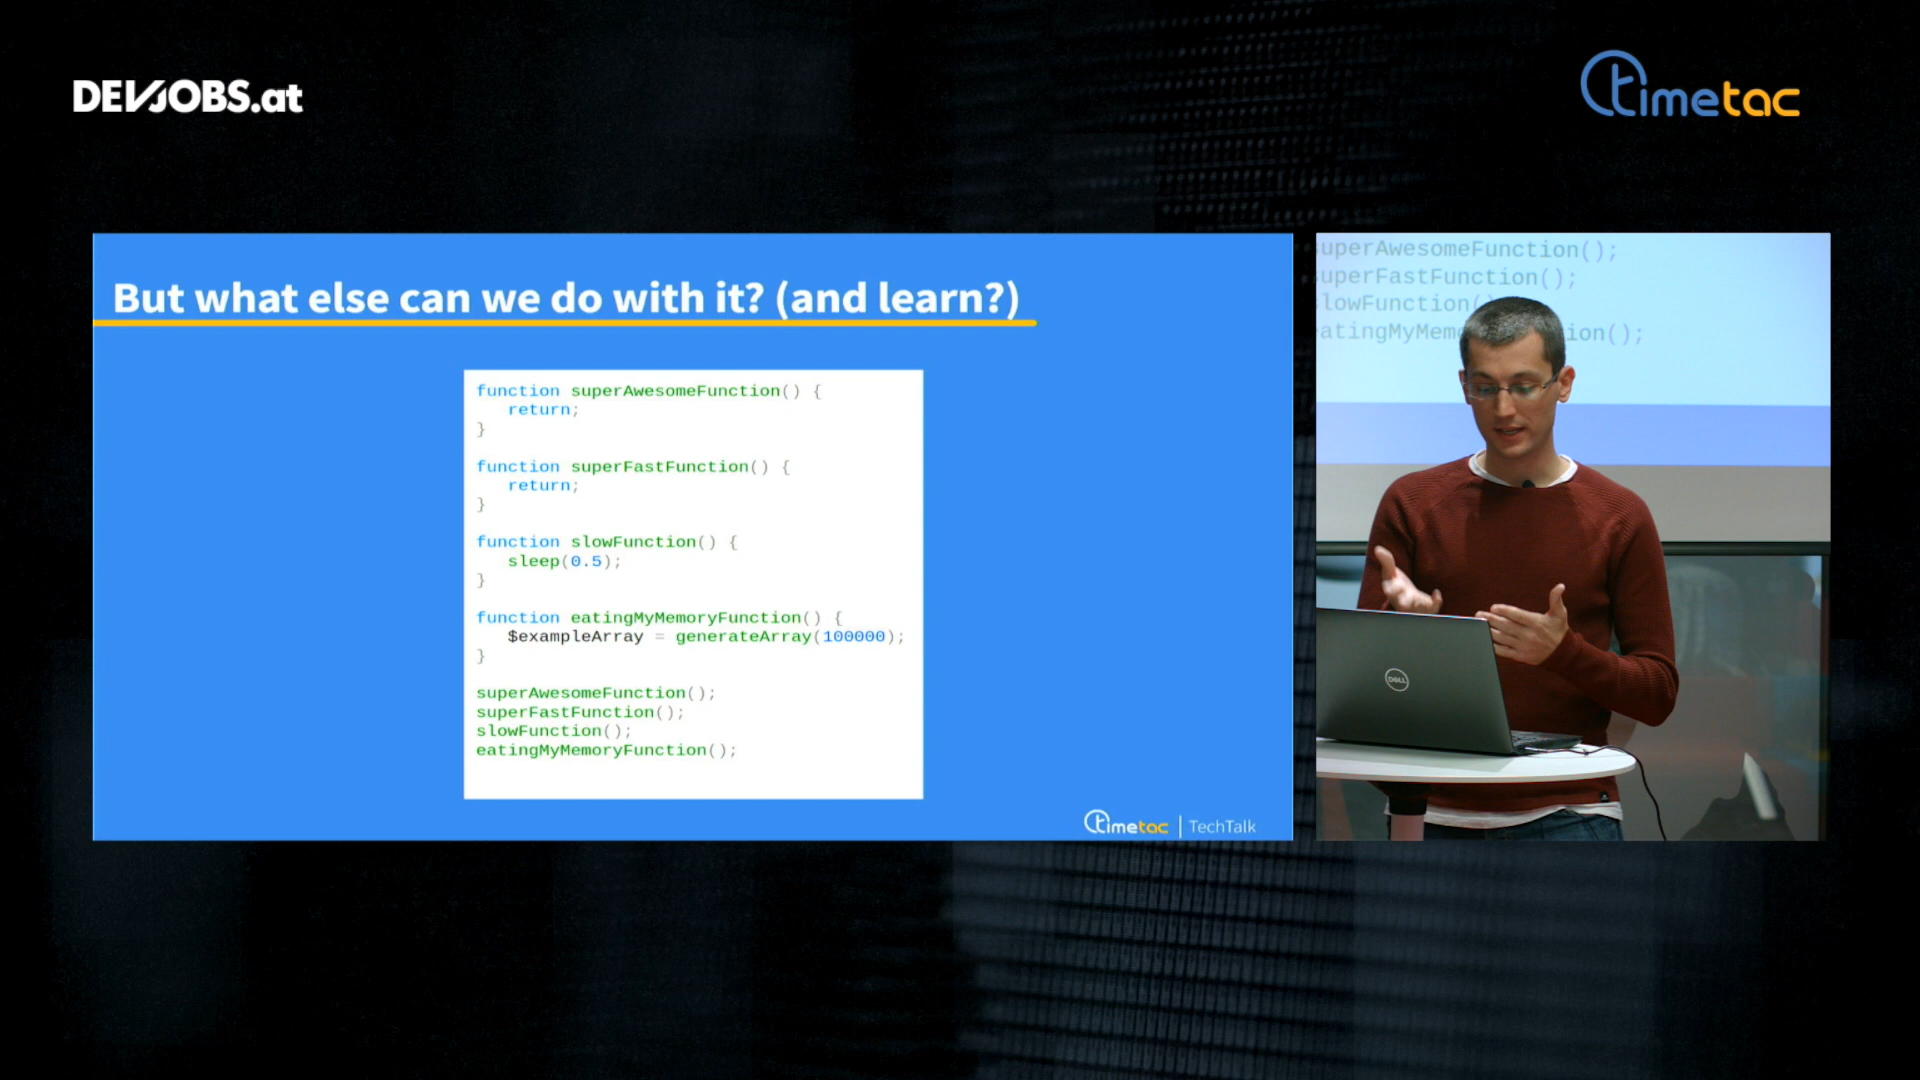 DEVJOBS.at
timetac
But what else can we do with it? (and learn?)
function superAwesomeFunction() {
return;
}
function superFastFunction() {
return;
}
function slowFunction() {
sleep(0.5);
}
function eatingMyMemoryFunction() {
$exampleArray = generateArray(100000);
}
superAwesomeFunction();
superFastFunction();
slowFunction();
eatingMyMemoryFunction();
timetac | TechTalk
uperAwesomeFunction();
uperFastFunction();
lowFunction(
atingMyMem ion();
DELL